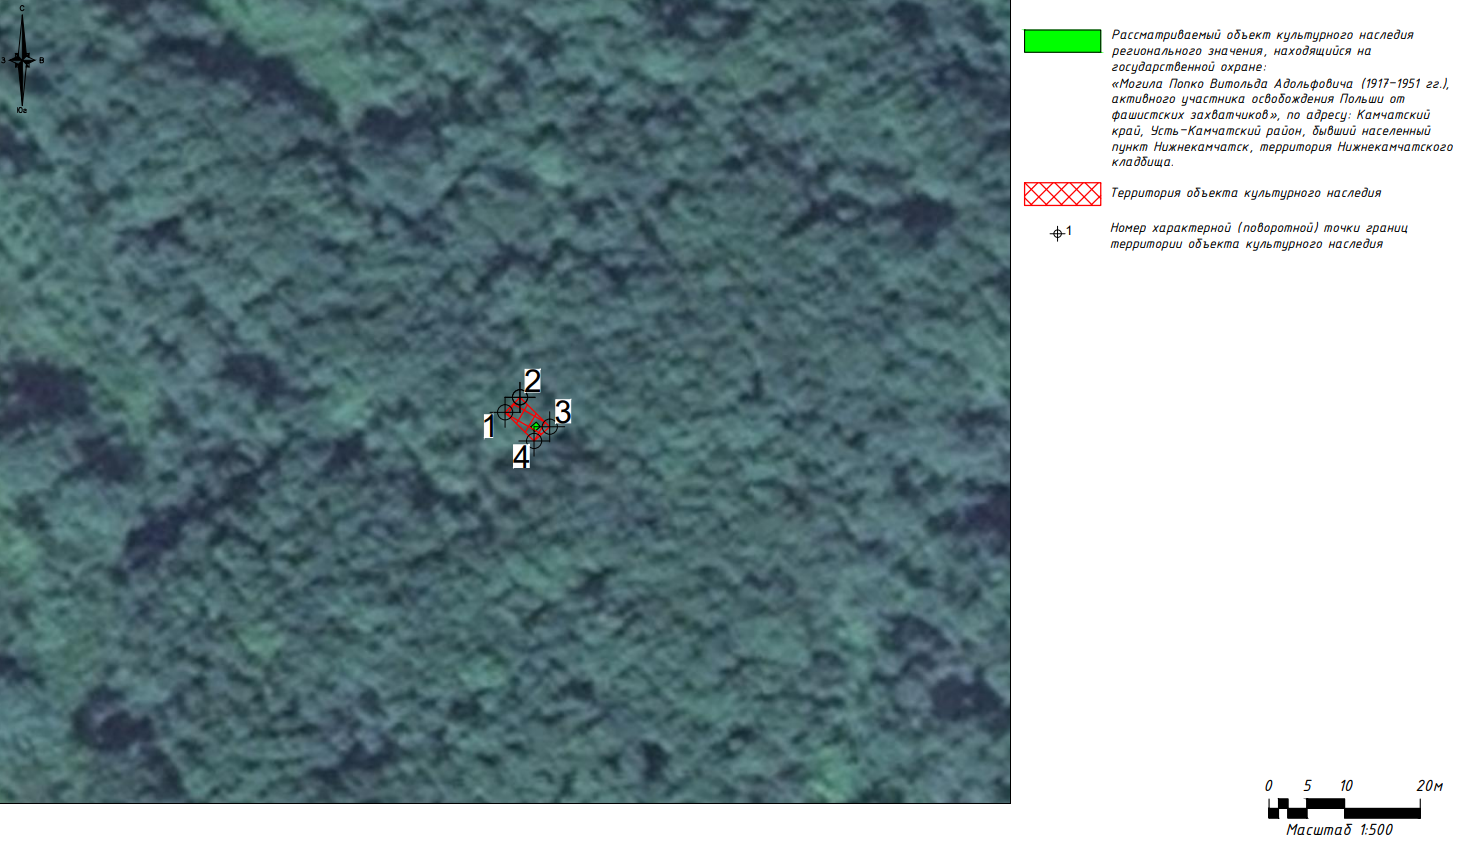 С
З
В
Юг
2
3
1
4
Рассматриваемый объект культурного наследия
регионального значения, находящийся на
государственной охране:
«Могила Попко Витольда Адольфовича (1917-1951 гг.),
активного участника освобождения Польши от
фашистских захватчиков», по адресу: Камчатский
край, Усть-Камчатский район, бывший населенный
пункт Нижнекамчатск, территория Нижнекамчатского
кладбища.
Территория объекта культурного наследия
1
Номер характерной (поворотной) точки границ
территории объекта культурного наследия
0 5 10 20м
Масштаб 1:500